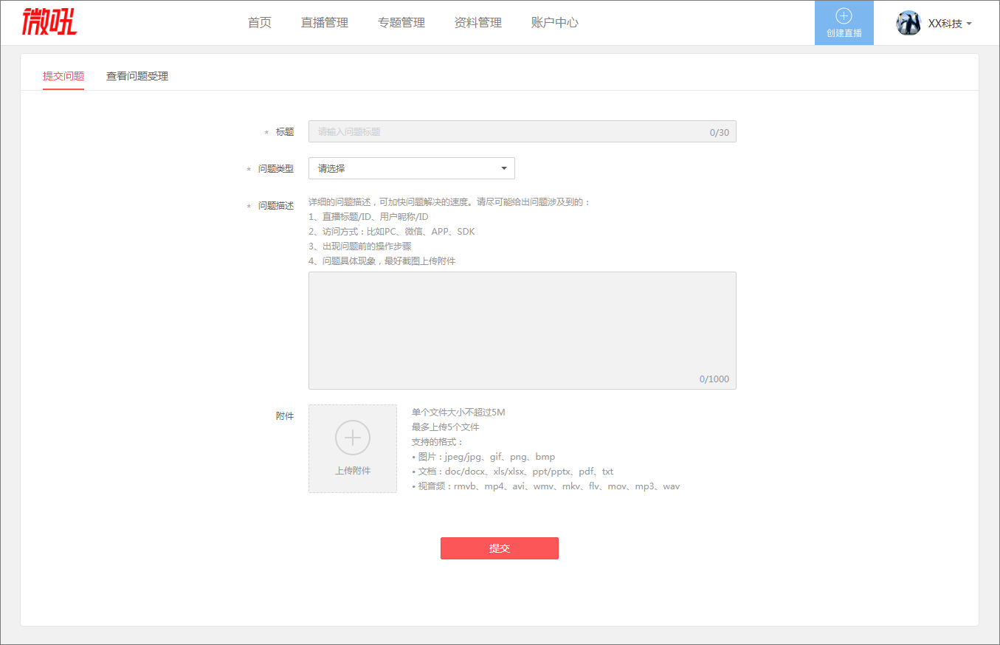 微吼
首页 直播管理 专题管理 资料管理 账户中心
创建直播
XX科技
提交问题 查看问题受理
* 标题 请输入问题标题 0/30
* 问题类型 请选择
* 问题描述 详细的问题描述，可加快问题解决的速度。请尽可能给出问题涉及到的：
1、直播标题/ID、用户昵称/ID
2、访问方式：比如PC、微信、APP、SDK
3、出现问题前的操作步骤
4、问题具体现象，最好截图上传附件
0/1000
附件
上传附件
单个文件大小不超过5M
最多上传5个文件
支持的格式：
• 图片：jpeg/jpg、gif、png、bmp
• 文档：doc/docx、xls/xlsx、ppt/pptx、pdf、txt
• 视音频：rmvb、mp4、avi、wmv、mkv、flv、mov、mp3、wav
提交